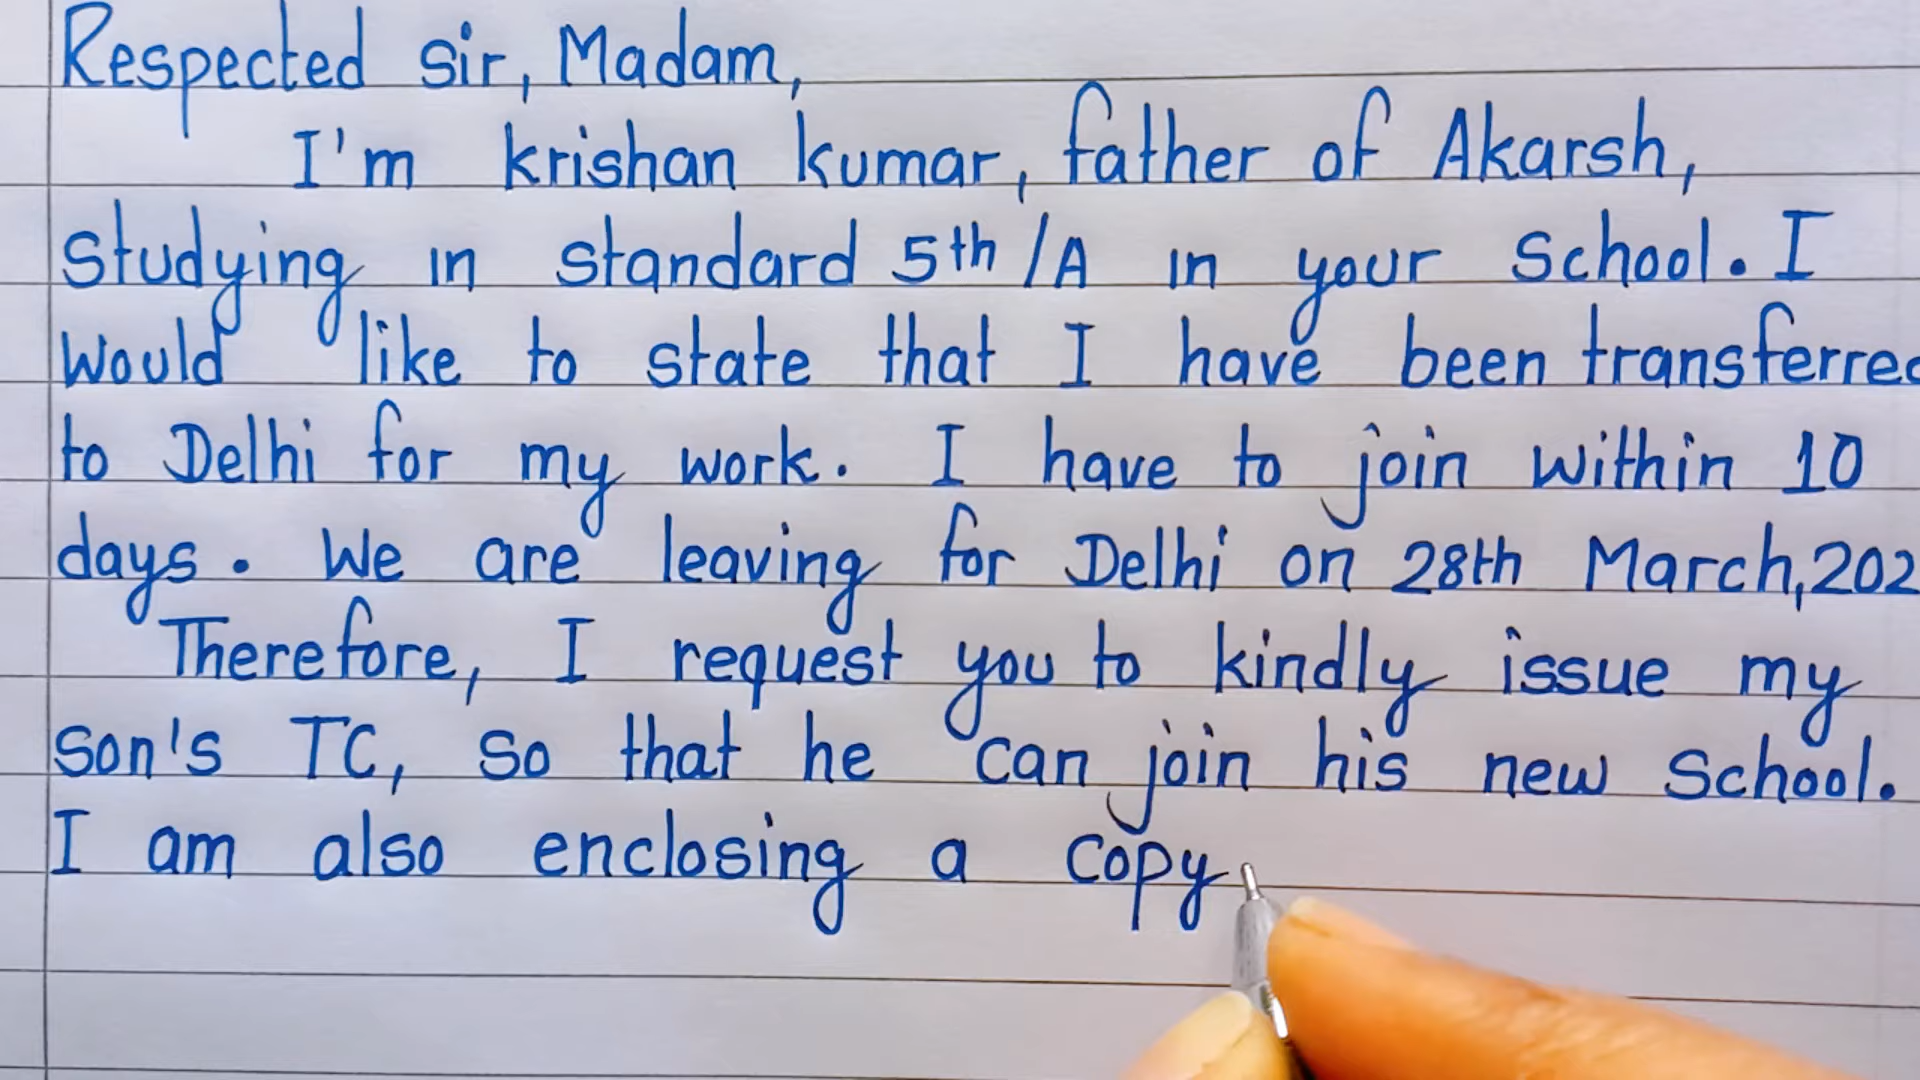 Respected Sir, Madam,
I'm Krishan Kumar, father of Akarsh,
Studying in standard 5th/A in your School. I
Would like to state that I have been transferred
to Delhi for my work. I have to join within 10
days. We are leaving for Delhi on 28th March, 202
Therefore, I request you to kindly issue my
son's TC, so that he can join his new School.
I am also enclosing a copy